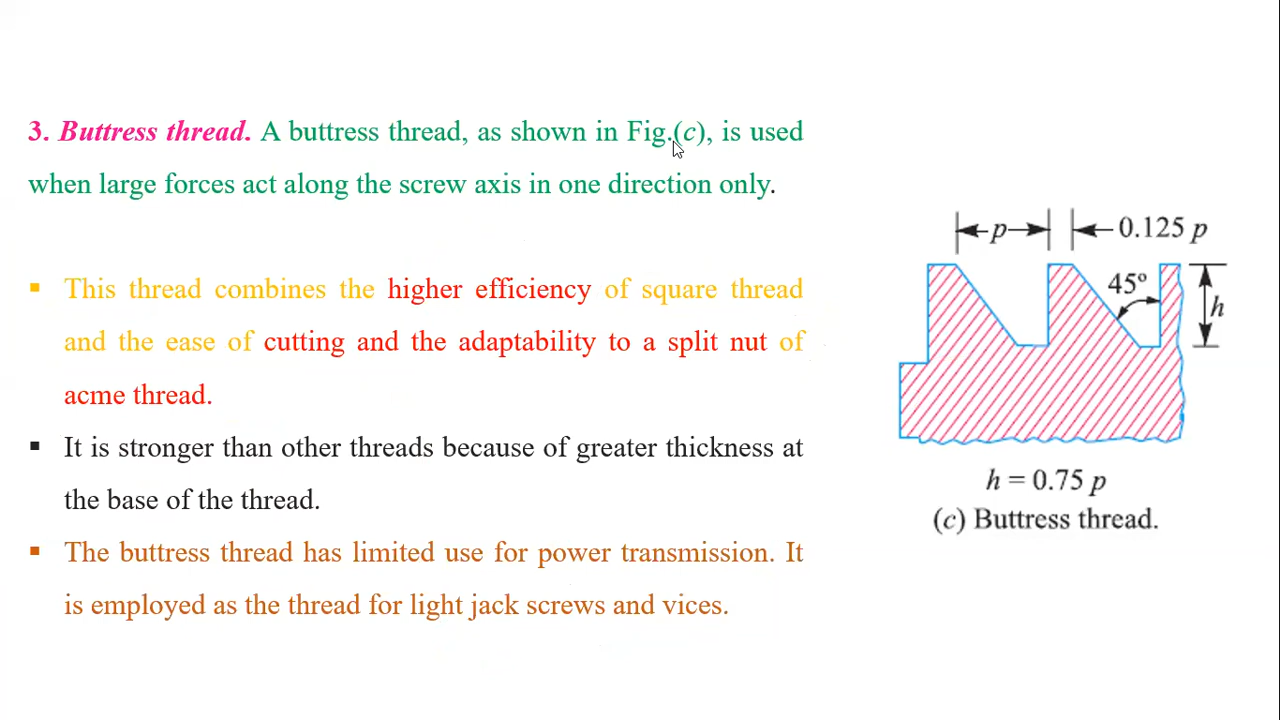 3. Buttress thread. A buttress thread, as shown in Fig.(c), is used
when large forces act along the screw axis in one direction only.
▪ This thread combines the higher efficiency of square thread
and the ease of cutting and the adaptability to a split nut of
acme thread.
▪ It is stronger than other threads because of greater thickness at
the base of the thread.
▪ The buttress thread has limited use for power transmission. It
is employed as the thread for light jack screws and vices.
p
0.125 p
45°
h
h = 0.75 p
(c) Buttress thread.